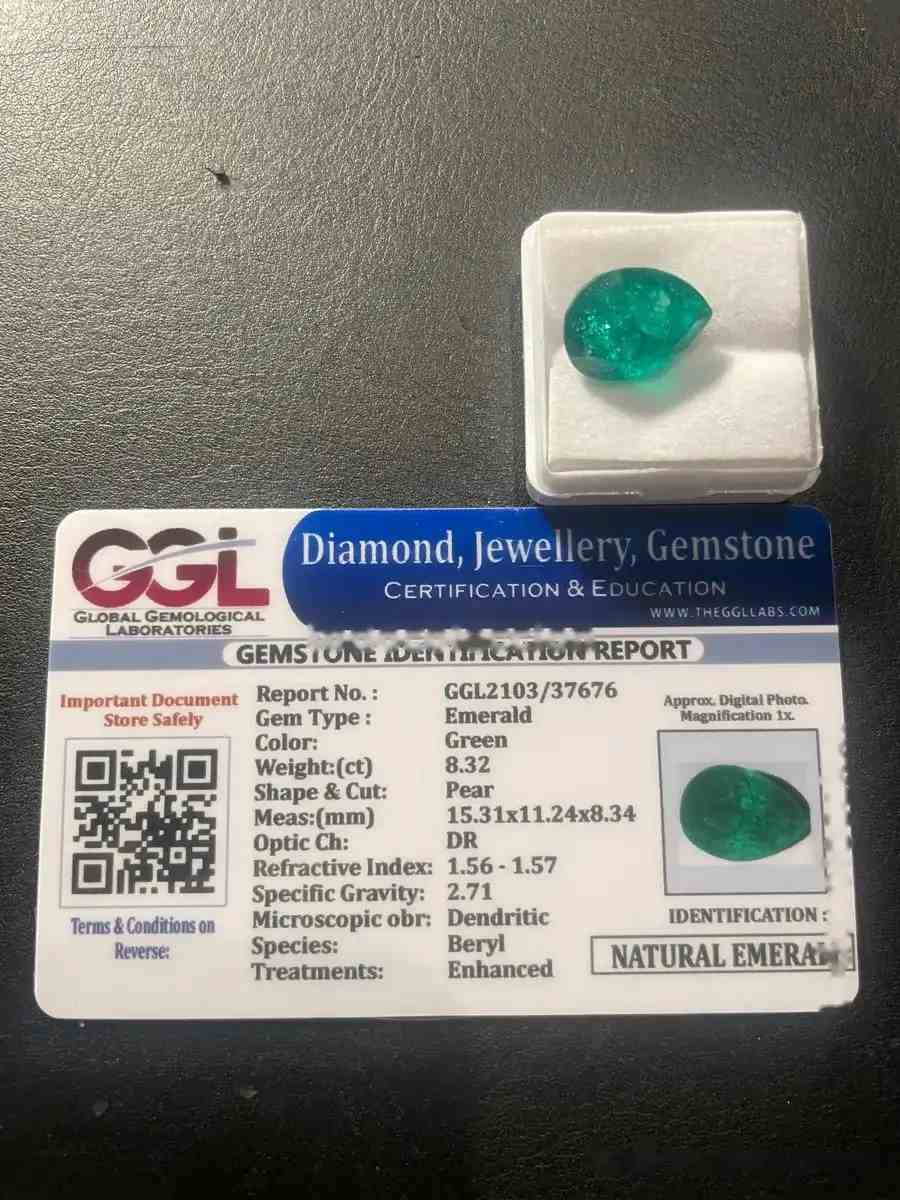 GGL
GLOBAL GEMOLOGICAL
LABORATORIES
Diamond, Jewellery, Gemstone
CERTIFICATION & EDUCATION
WWW.THEGGLLABS.COM
GEMSTONE IDENTIFICATION REPORT
Important Document
Store Safely
Terms & Conditions on
Reverse:
Report No. : GGL2103/37676
Gem Type : Emerald
Color: Green
Weight:(ct) 8.32
Shape & Cut: Pear
Meas:(mm) 15.31x11.24x8.34
Optic Ch: DR
Refractive Index: 1.56 - 1.57
Specific Gravity: 2.71
Microscopic obr: Dendritic
Species: Beryl
Treatments: Enhanced
Approx. Digital Photo.
Magnification 1x.
IDENTIFICATION :
NATURAL